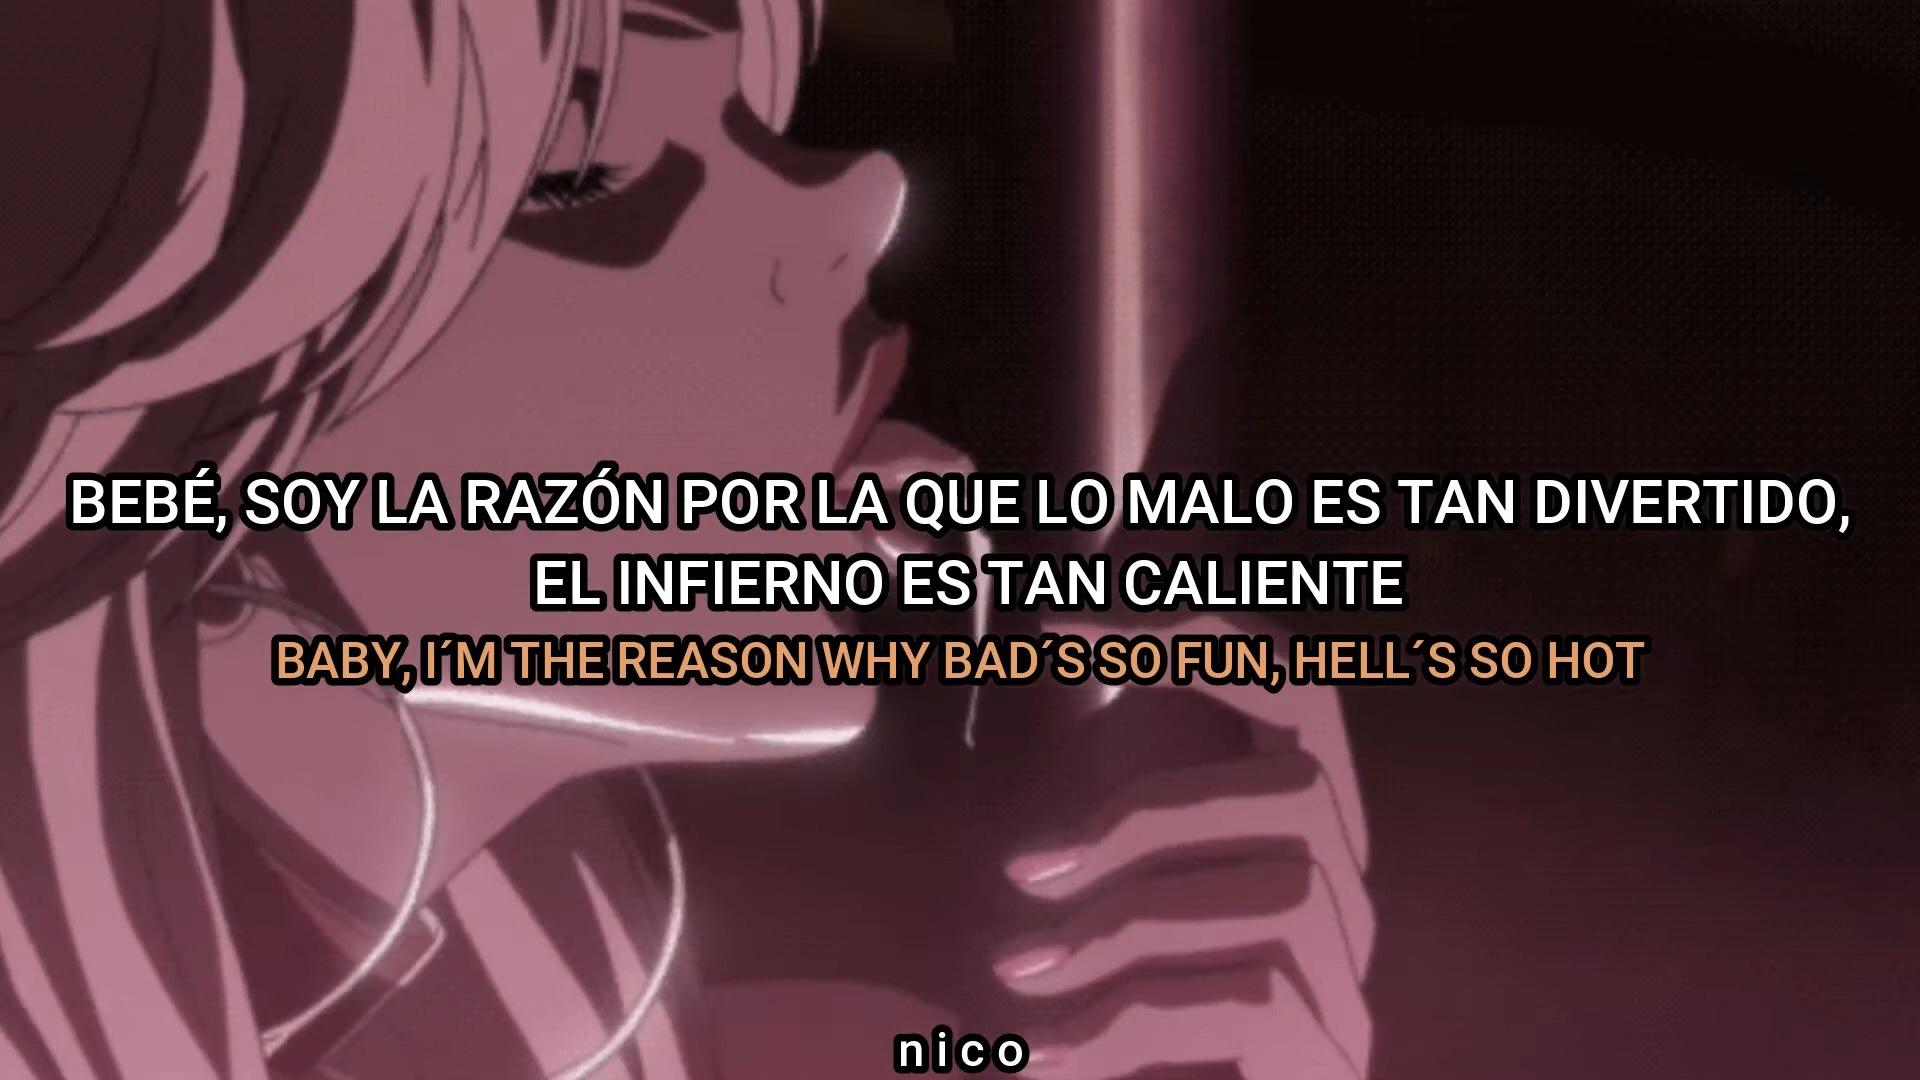 BEBÉ, SOY LA RAZÓN POR LA QUE LO MALO ES TAN DIVERTIDO,
EL INFIERNO ES TAN CALIENTE
BABY, I´M THE REASON WHY BAD´S SO FUN, HELL´S SO HOT
nico